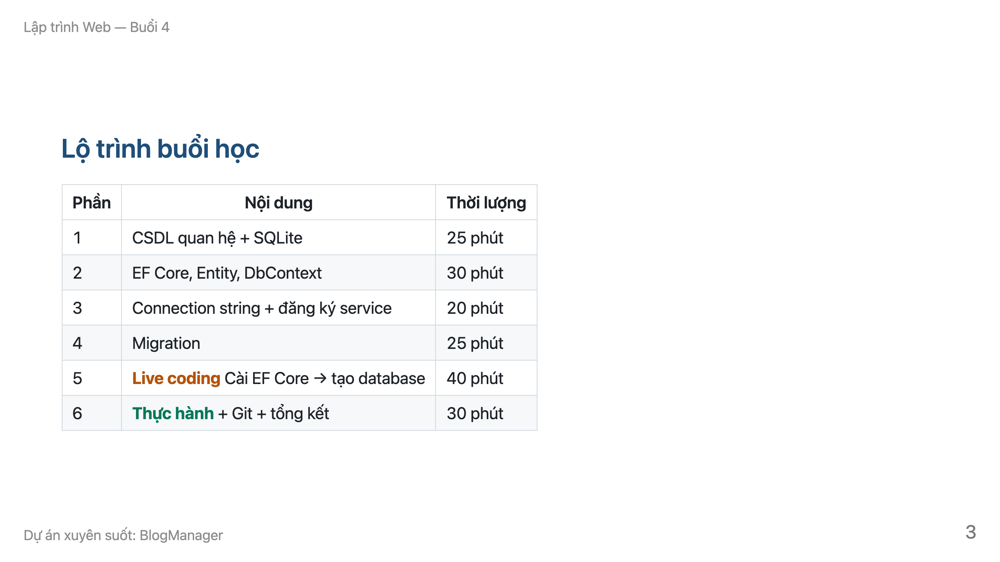 Lập trình Web — Buổi 4
Lộ trình buổi học
Phần Nội dung Thời lượng
1 CSDL quan hệ + SQLite 25 phút
2 EF Core, Entity, DbContext 30 phút
3 Connection string + đăng ký service 20 phút
4 Migration 25 phút
5 Live coding Cài EF Core → tạo database 40 phút
6 Thực hành + Git + tổng kết 30 phút
Dự án xuyên suốt: BlogManager
3